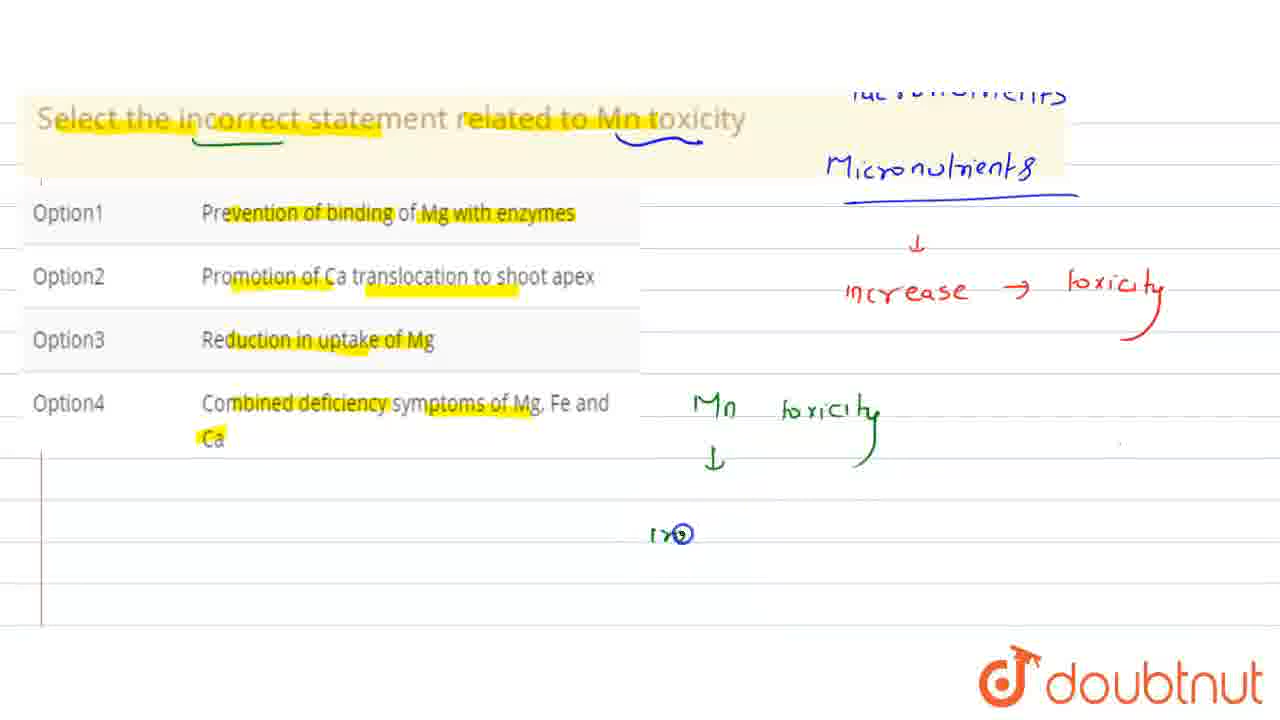 Select the incorrect statement related to Mn toxicity
Micronutrients
Option1 Prevention of binding of Mg with enzymes
↓
Option2 Promotion of Ca translocation to shoot apex
increase → toxicity
Option3 Reduction in uptake of Mg
Option4 Combined deficiency symptoms of Mg, Fe and
Ca
Mn toxicity
↓
iro
doubtnut